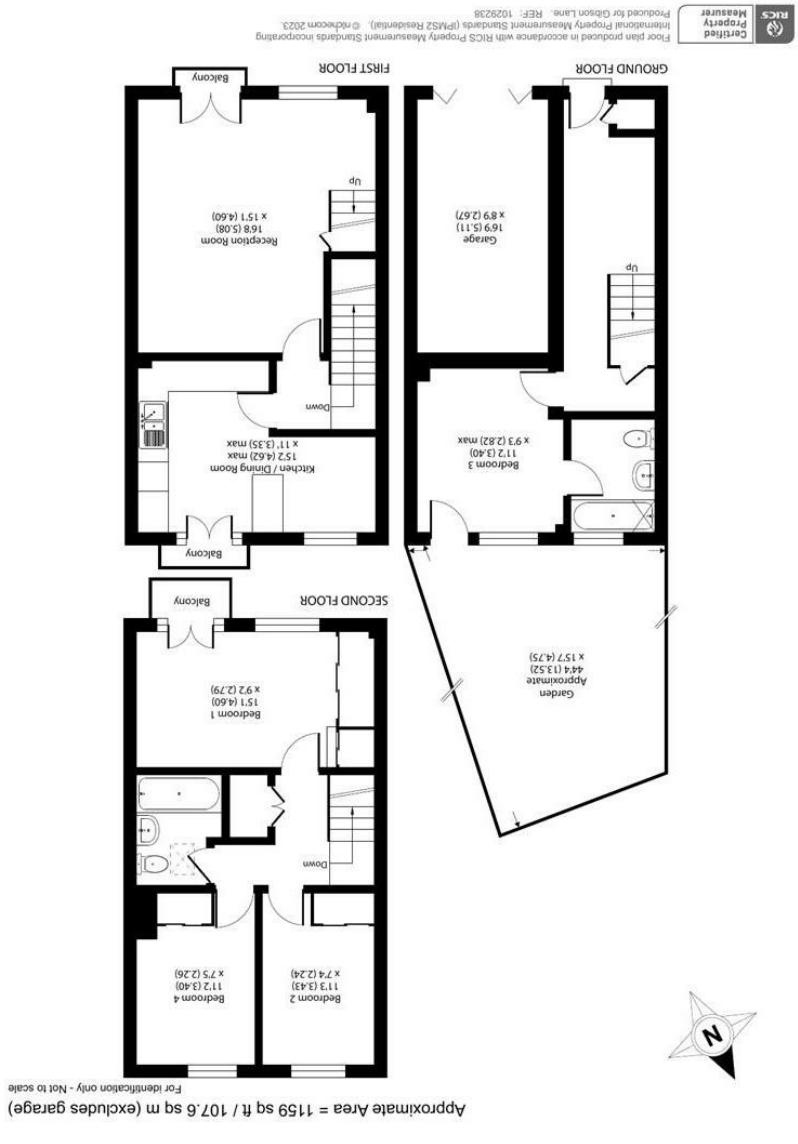 Approximate Area = 1159 sq ft / 107.6 sq m (excludes garage)
For identification only - Not to scale
N
Bedroom 2
11'3 (3.43)
x 7'4 (2.24)
Bedroom 4
11'2 (3.40)
x 7'5 (2.26)
Down
Bedroom 1
15'1 (4.60)
x 9'2 (2.79)
Balcony
SECOND FLOOR
Garden
Approximate
44'4 (13.52)
x 15'7 (4.75)
Bedroom 3
11'2 (3.40)
x 9'3 (2.82) max
Up
Garage
16'9 (5.11)
x 8'9 (2.67)
GROUND FLOOR
Balcony
Kitchen / Dining Room
15'2 (4.62) max
x 11' (3.35) max
Down
Reception Room
16'8 (5.08)
x 15'1 (4.60)
Up
Balcony
FIRST FLOOR
RICS
Certified
Property
Measurer
Floor plan produced in accordance with RICS Property Measurement Standards incorporating
International Property Measurement Standards (IPMS2 Residential). © nichecom 2023.
Produced for Gibson Lane. REF: 1029238